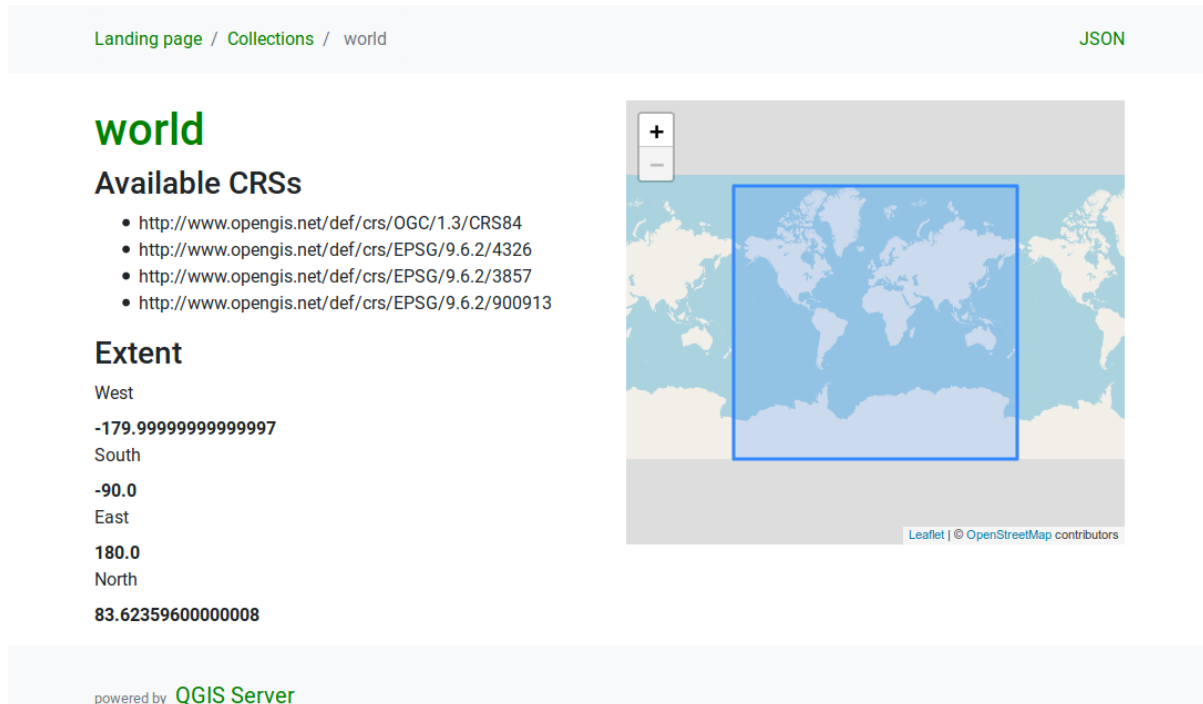 Landing page / Collections / world
JSON
world
Available CRSs
http://www.opengis.net/def/crs/OGC/1.3/CRS84
http://www.opengis.net/def/crs/EPSG/9.6.2/4326
http://www.opengis.net/def/crs/EPSG/9.6.2/3857
http://www.opengis.net/def/crs/EPSG/9.6.2/900913
Extent
West
-179.99999999999997
South
-90.0
East
180.0
North
83.62359600000008
+
−
Leaflet | © OpenStreetMap contributors
powered by QGIS Server